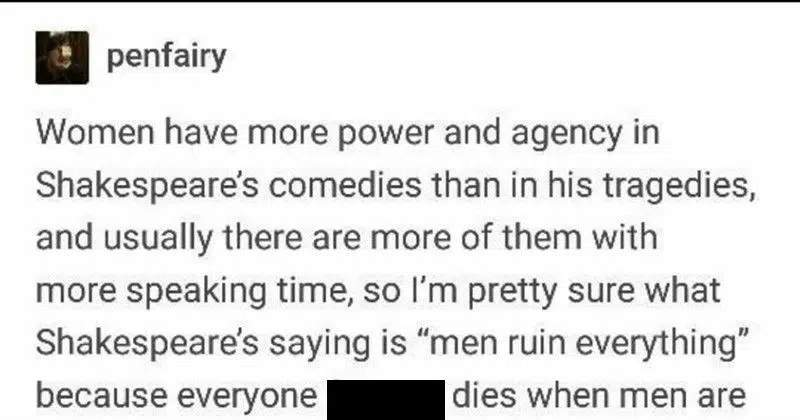 penfairy
Women have more power and agency in
Shakespeare's comedies than in his tragedies,
and usually there are more of them with
more speaking time, so I'm pretty sure what
Shakespeare's saying is “men ruin everything”
because everyone dies when men are